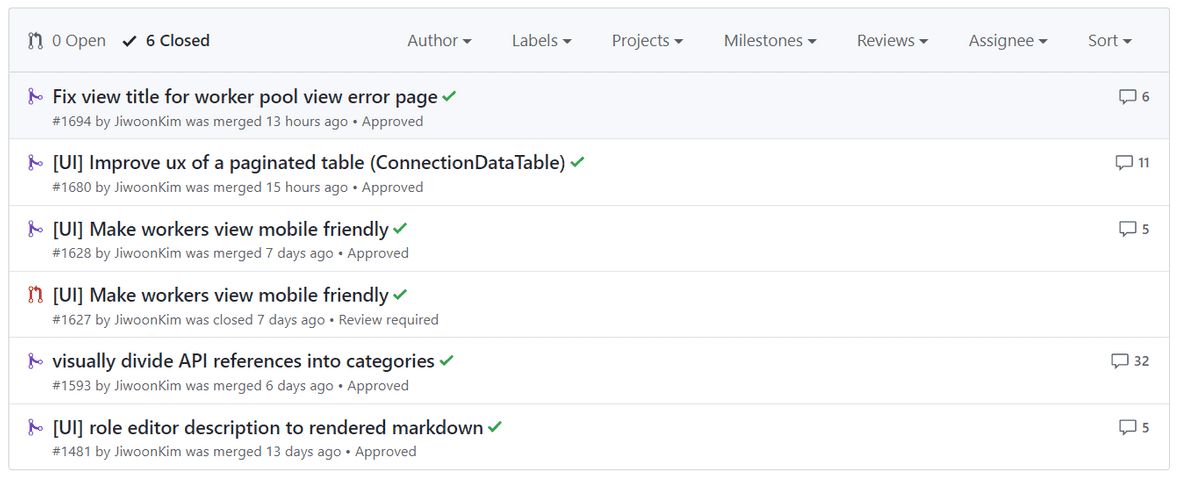 0 Open 6 Closed Author Labels Projects Milestones Reviews Assignee Sort
Fix view title for worker pool view error page 6
#1694 by JiwoonKim was merged 13 hours ago • Approved
[UI] Improve ux of a paginated table (ConnectionDataTable) 11
#1680 by JiwoonKim was merged 15 hours ago • Approved
[UI] Make workers view mobile friendly 5
#1628 by JiwoonKim was merged 7 days ago • Approved
[UI] Make workers view mobile friendly
#1627 by JiwoonKim was closed 7 days ago • Review required
visually divide API references into categories 32
#1593 by JiwoonKim was merged 6 days ago • Approved
[UI] role editor description to rendered markdown 5
#1481 by JiwoonKim was merged 13 days ago • Approved